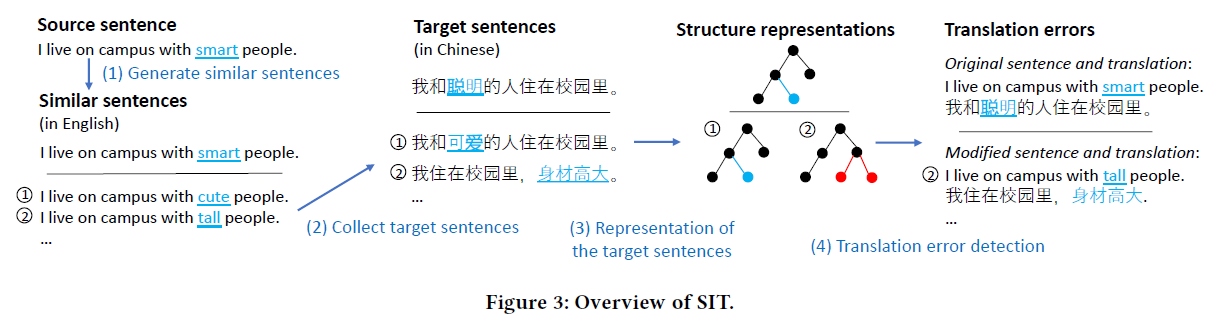 Source sentence
I live on campus with smart people.
(1) Generate similar sentences
Similar sentences
(in English)
I live on campus with smart people.
① I live on campus with cute people.
② I live on campus with tall people.
...
(2) Collect target sentences
Target sentences
(in Chinese)
我和聪明的人住在校园里。
① 我和可爱的人住在校园里。
② 我住在校园里，身材高大。
...
(3) Representation of
the target sentences
Structure representations
①
②
(4) Translation error detection
Translation errors
Original sentence and translation:
I live on campus with smart people.
我和聪明的人住在校园里。
Modified sentence and translation:
② I live on campus with tall people.
我住在校园里，身材高大.
...
Figure 3: Overview of SIT.